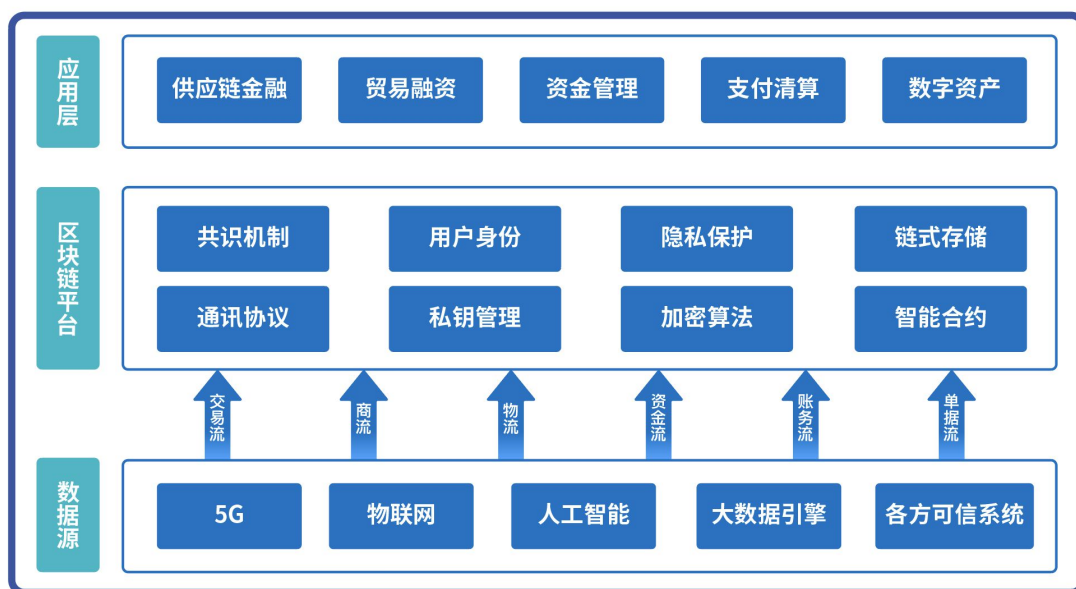 应用层
供应链金融
贸易融资
资金管理
支付清算
数字资产
区块链平台
共识机制
用户身份
隐私保护
链式存储
通讯协议
私钥管理
加密算法
智能合约
交易流
商流
物流
资金流
账务流
单据流
数据源
5G
物联网
人工智能
大数据引擎
各方可信系统